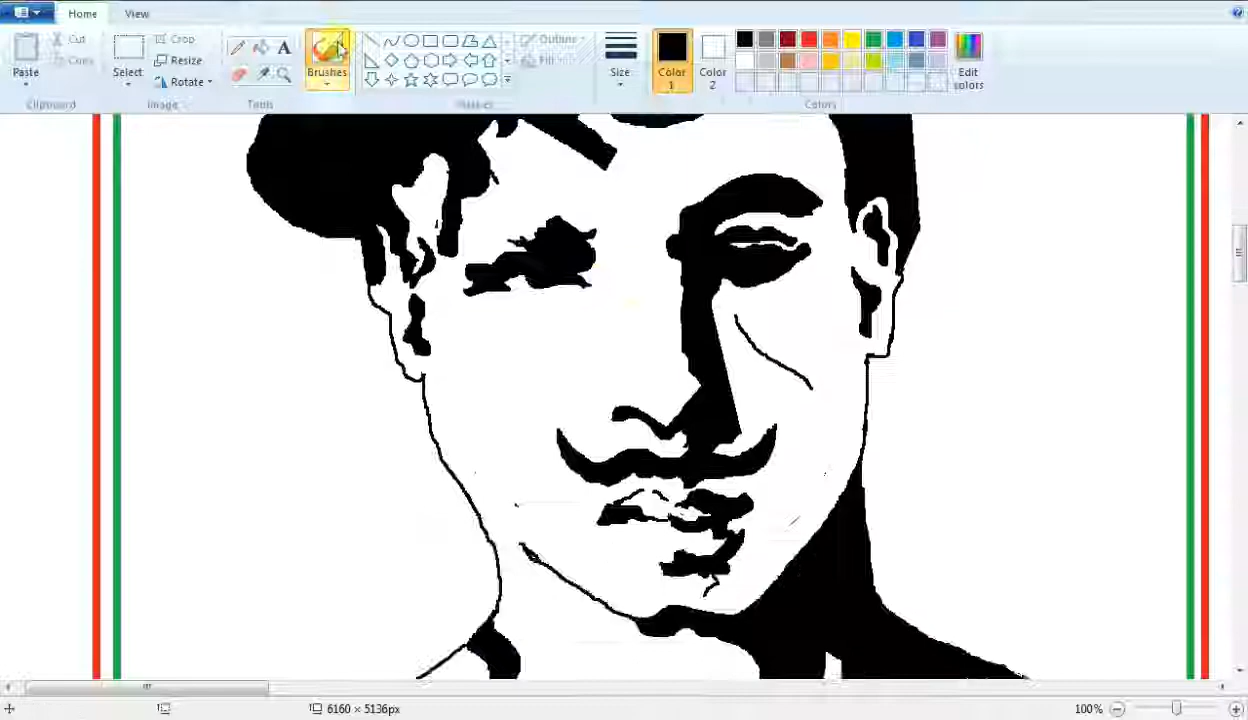 Home View
Paste
Cut
Copy
Clipboard
Select
Crop
Resize
Rotate
Image
A
Tools
Brushes
Outline
Fill
Shapes
Size
Color 1
Color 2
Edit colors
Colors
6160 × 5136px
100%